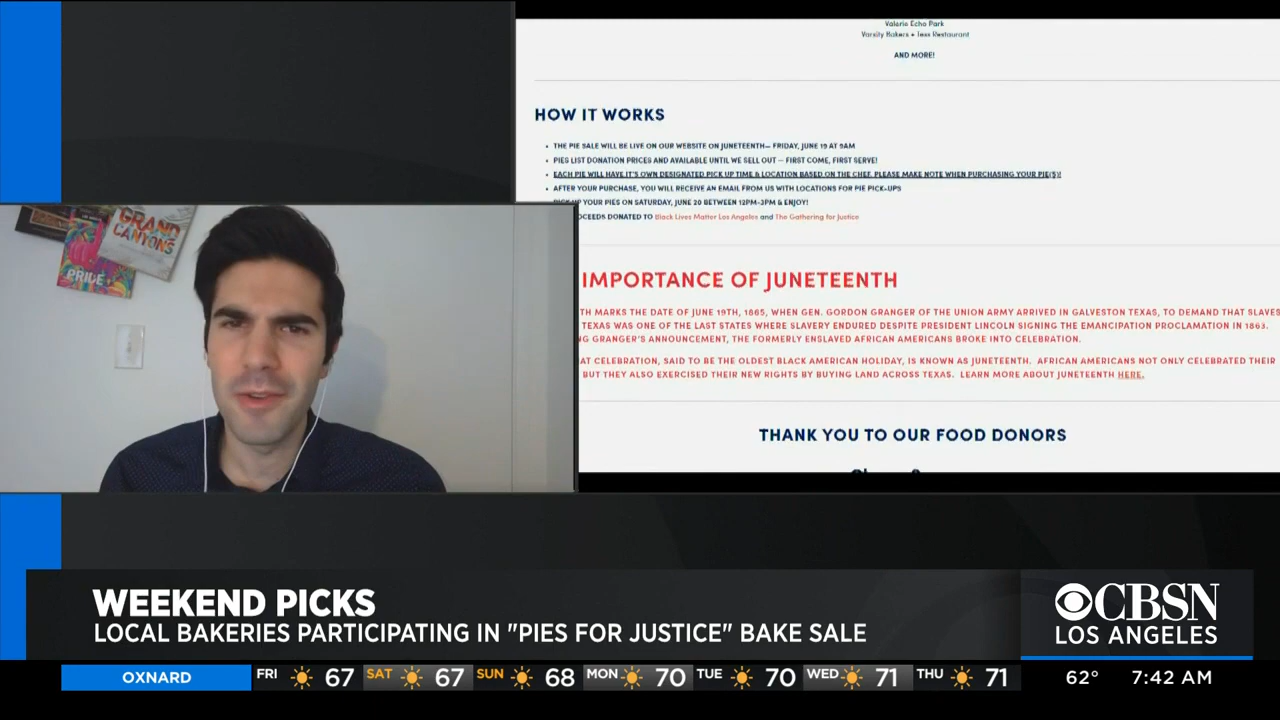 Valerie Echo Park
Varsity Bakers • Jess Restaurant
AND MORE!
HOW IT WORKS
• THE PIE SALE WILL BE LIVE ON OUR WEBSITE ON JUNETEENTH— FRIDAY, JUNE 19 AT 9AM
• PIES LIST DONATION PRICES AND AVAILABLE UNTIL WE SELL OUT — FIRST COME, FIRST SERVE!
• EACH PIE WILL HAVE IT'S OWN DESIGNATED PICK UP TIME & LOCATION BASED ON THE CHEF. PLEASE MAKE NOTE WHEN PURCHASING YOUR PIE(S)!
• AFTER YOUR PURCHASE, YOU WILL RECEIVE AN EMAIL FROM US WITH LOCATIONS FOR PIE PICK-UPS
PICK UP YOUR PIES ON SATURDAY, JUNE 20 BETWEEN 12PM-3PM & ENJOY!
OCEEDS DONATED TO Black Lives Matter Los Angeles and The Gathering for Justice
GRAND
CANYONS
PRIDE
IMPORTANCE OF JUNETEENTH
TH MARKS THE DATE OF JUNE 19TH, 1865, WHEN GEN. GORDON GRANGER OF THE UNION ARMY ARRIVED IN GALVESTON TEXAS, TO DEMAND THAT SLAVES
TEXAS WAS ONE OF THE LAST STATES WHERE SLAVERY ENDURED DESPITE PRESIDENT LINCOLN SIGNING THE EMANCIPATION PROCLAMATION IN 1863.
NG GRANGER'S ANNOUNCEMENT, THE FORMERLY ENSLAVED AFRICAN AMERICANS BROKE INTO CELEBRATION.
AT CELEBRATION, SAID TO BE THE OLDEST BLACK AMERICAN HOLIDAY, IS KNOWN AS JUNETEENTH. AFRICAN AMERICANS NOT ONLY CELEBRATED THEIR
BUT THEY ALSO EXERCISED THEIR NEW RIGHTS BY BUYING LAND ACROSS TEXAS. LEARN MORE ABOUT JUNETEENTH HERE.
THANK YOU TO OUR FOOD DONORS
WEEKEND PICKS
LOCAL BAKERIES PARTICIPATING IN "PIES FOR JUSTICE" BAKE SALE
CBSN
LOS ANGELES
OXNARD FRI 67 SAT 67 SUN 68 MON 70 TUE 70 WED 71 THU 71 62° 7:42 AM